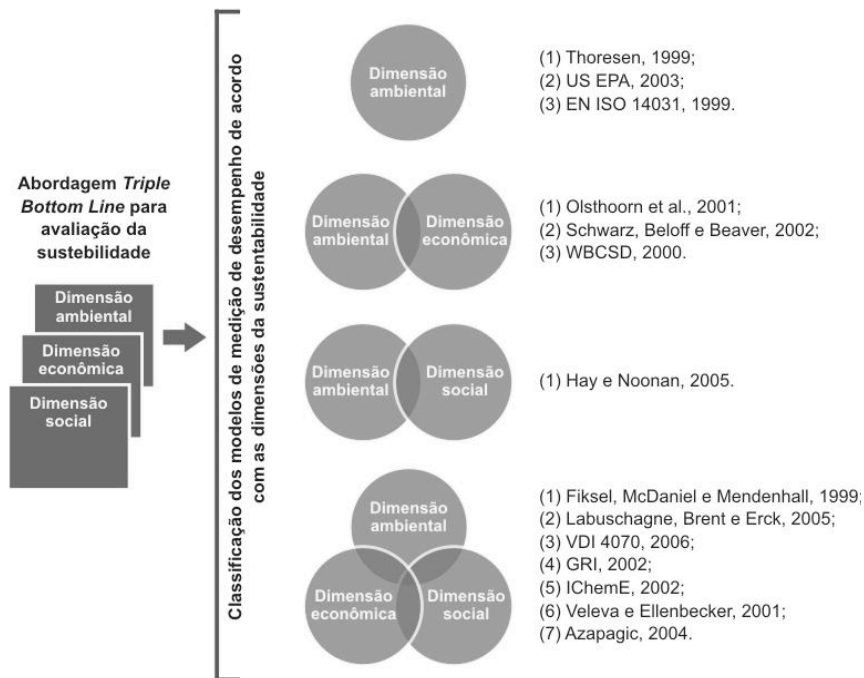 Abordagem Triple
Bottom Line para
avaliação da
sustebilidade
Dimensão
ambiental
Dimensão
econômica
Dimensão
social
Classificação dos modelos de medição de desempenho de acordo
com as dimensões da sustentabilidade
Dimensão
ambiental
(1) Thoresen, 1999;
(2) US EPA, 2003;
(3) EN ISO 14031, 1999.
Dimensão
ambiental
Dimensão
econômica
(1) Olsthoorn et al., 2001;
(2) Schwarz, Beloff e Beaver, 2002;
(3) WBCSD, 2000.
Dimensão
ambiental
Dimensão
social
(1) Hay e Noonan, 2005.
Dimensão
ambiental
Dimensão
econômica
Dimensão
social
(1) Fiksel, McDaniel e Mendenhall, 1999;
(2) Labuschagne, Brent e Erck, 2005;
(3) VDI 4070, 2006;
(4) GRI, 2002;
(5) IChemE, 2002;
(6) Veleva e Ellenbecker, 2001;
(7) Azapagic, 2004.